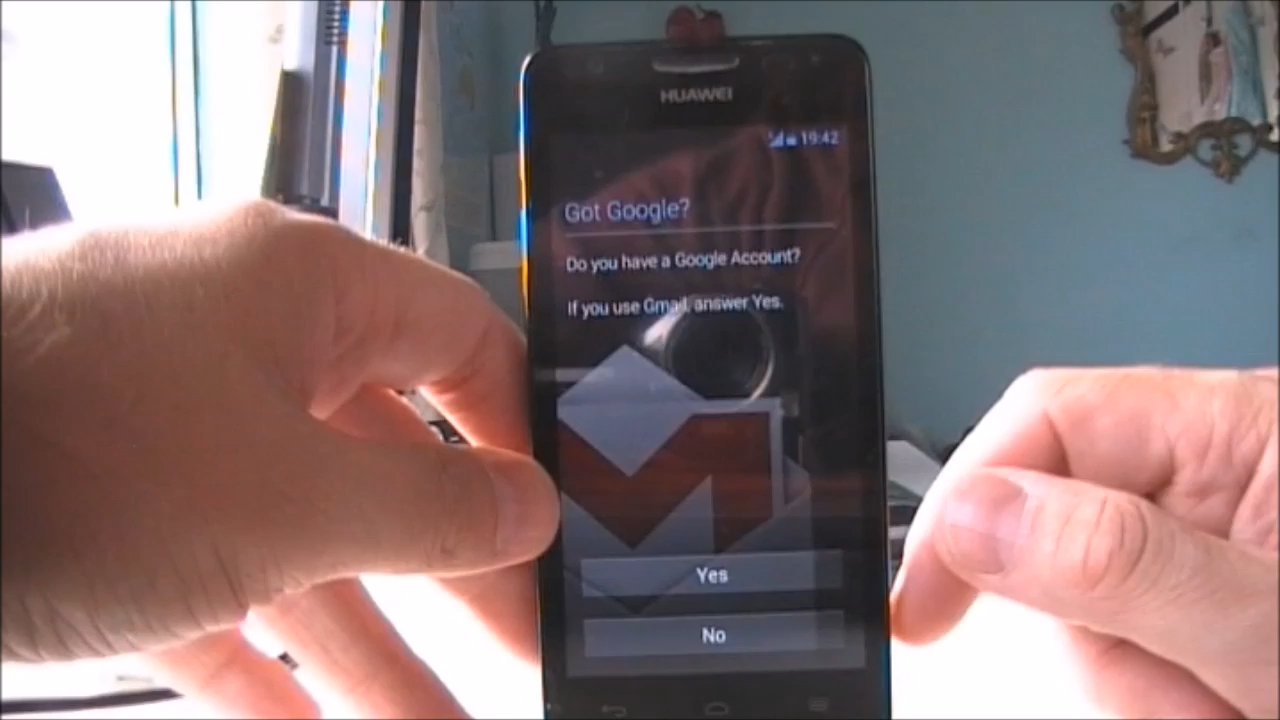 HUAWEI
19:42
Got Google?
Do you have a Google Account?
If you use Gmail, answer Yes.
Yes
No